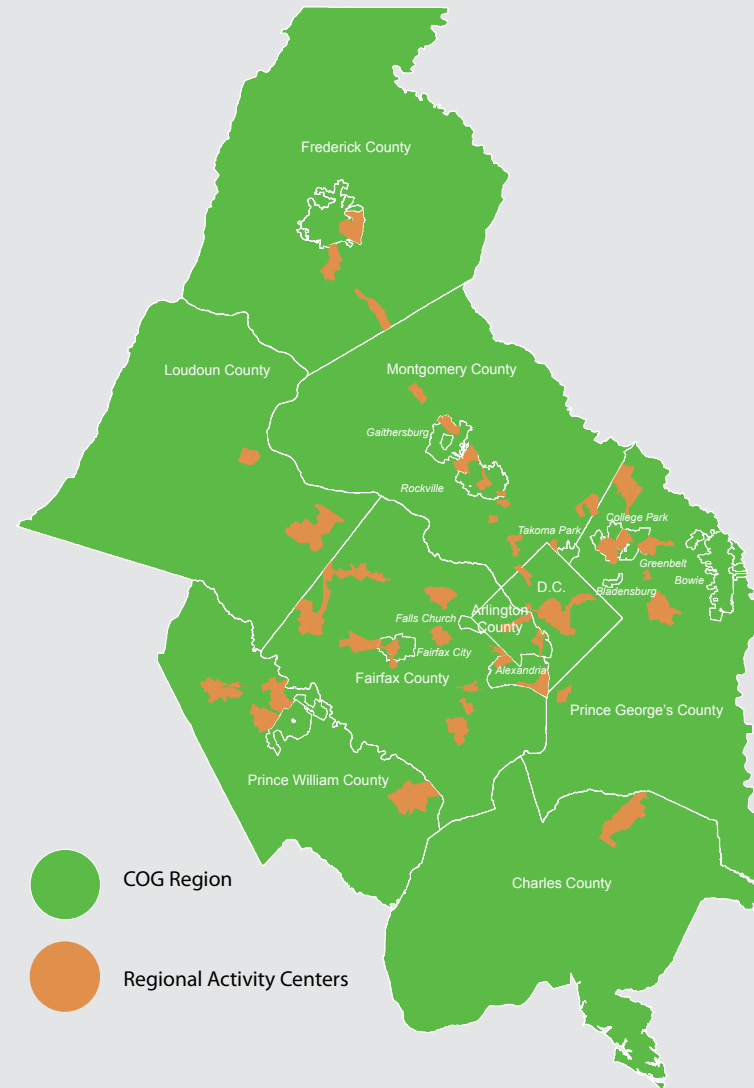 Frederick County
Loudoun County
Montgomery County
Gaithersburg
Rockville
Takoma Park
College Park
Greenbelt
Bowie
Bladensburg
D.C.
Falls Church
Arlington
County
Fairfax City
Alexandria
Fairfax County
Prince George's County
Prince William County
Charles County
COG Region
Regional Activity Centers